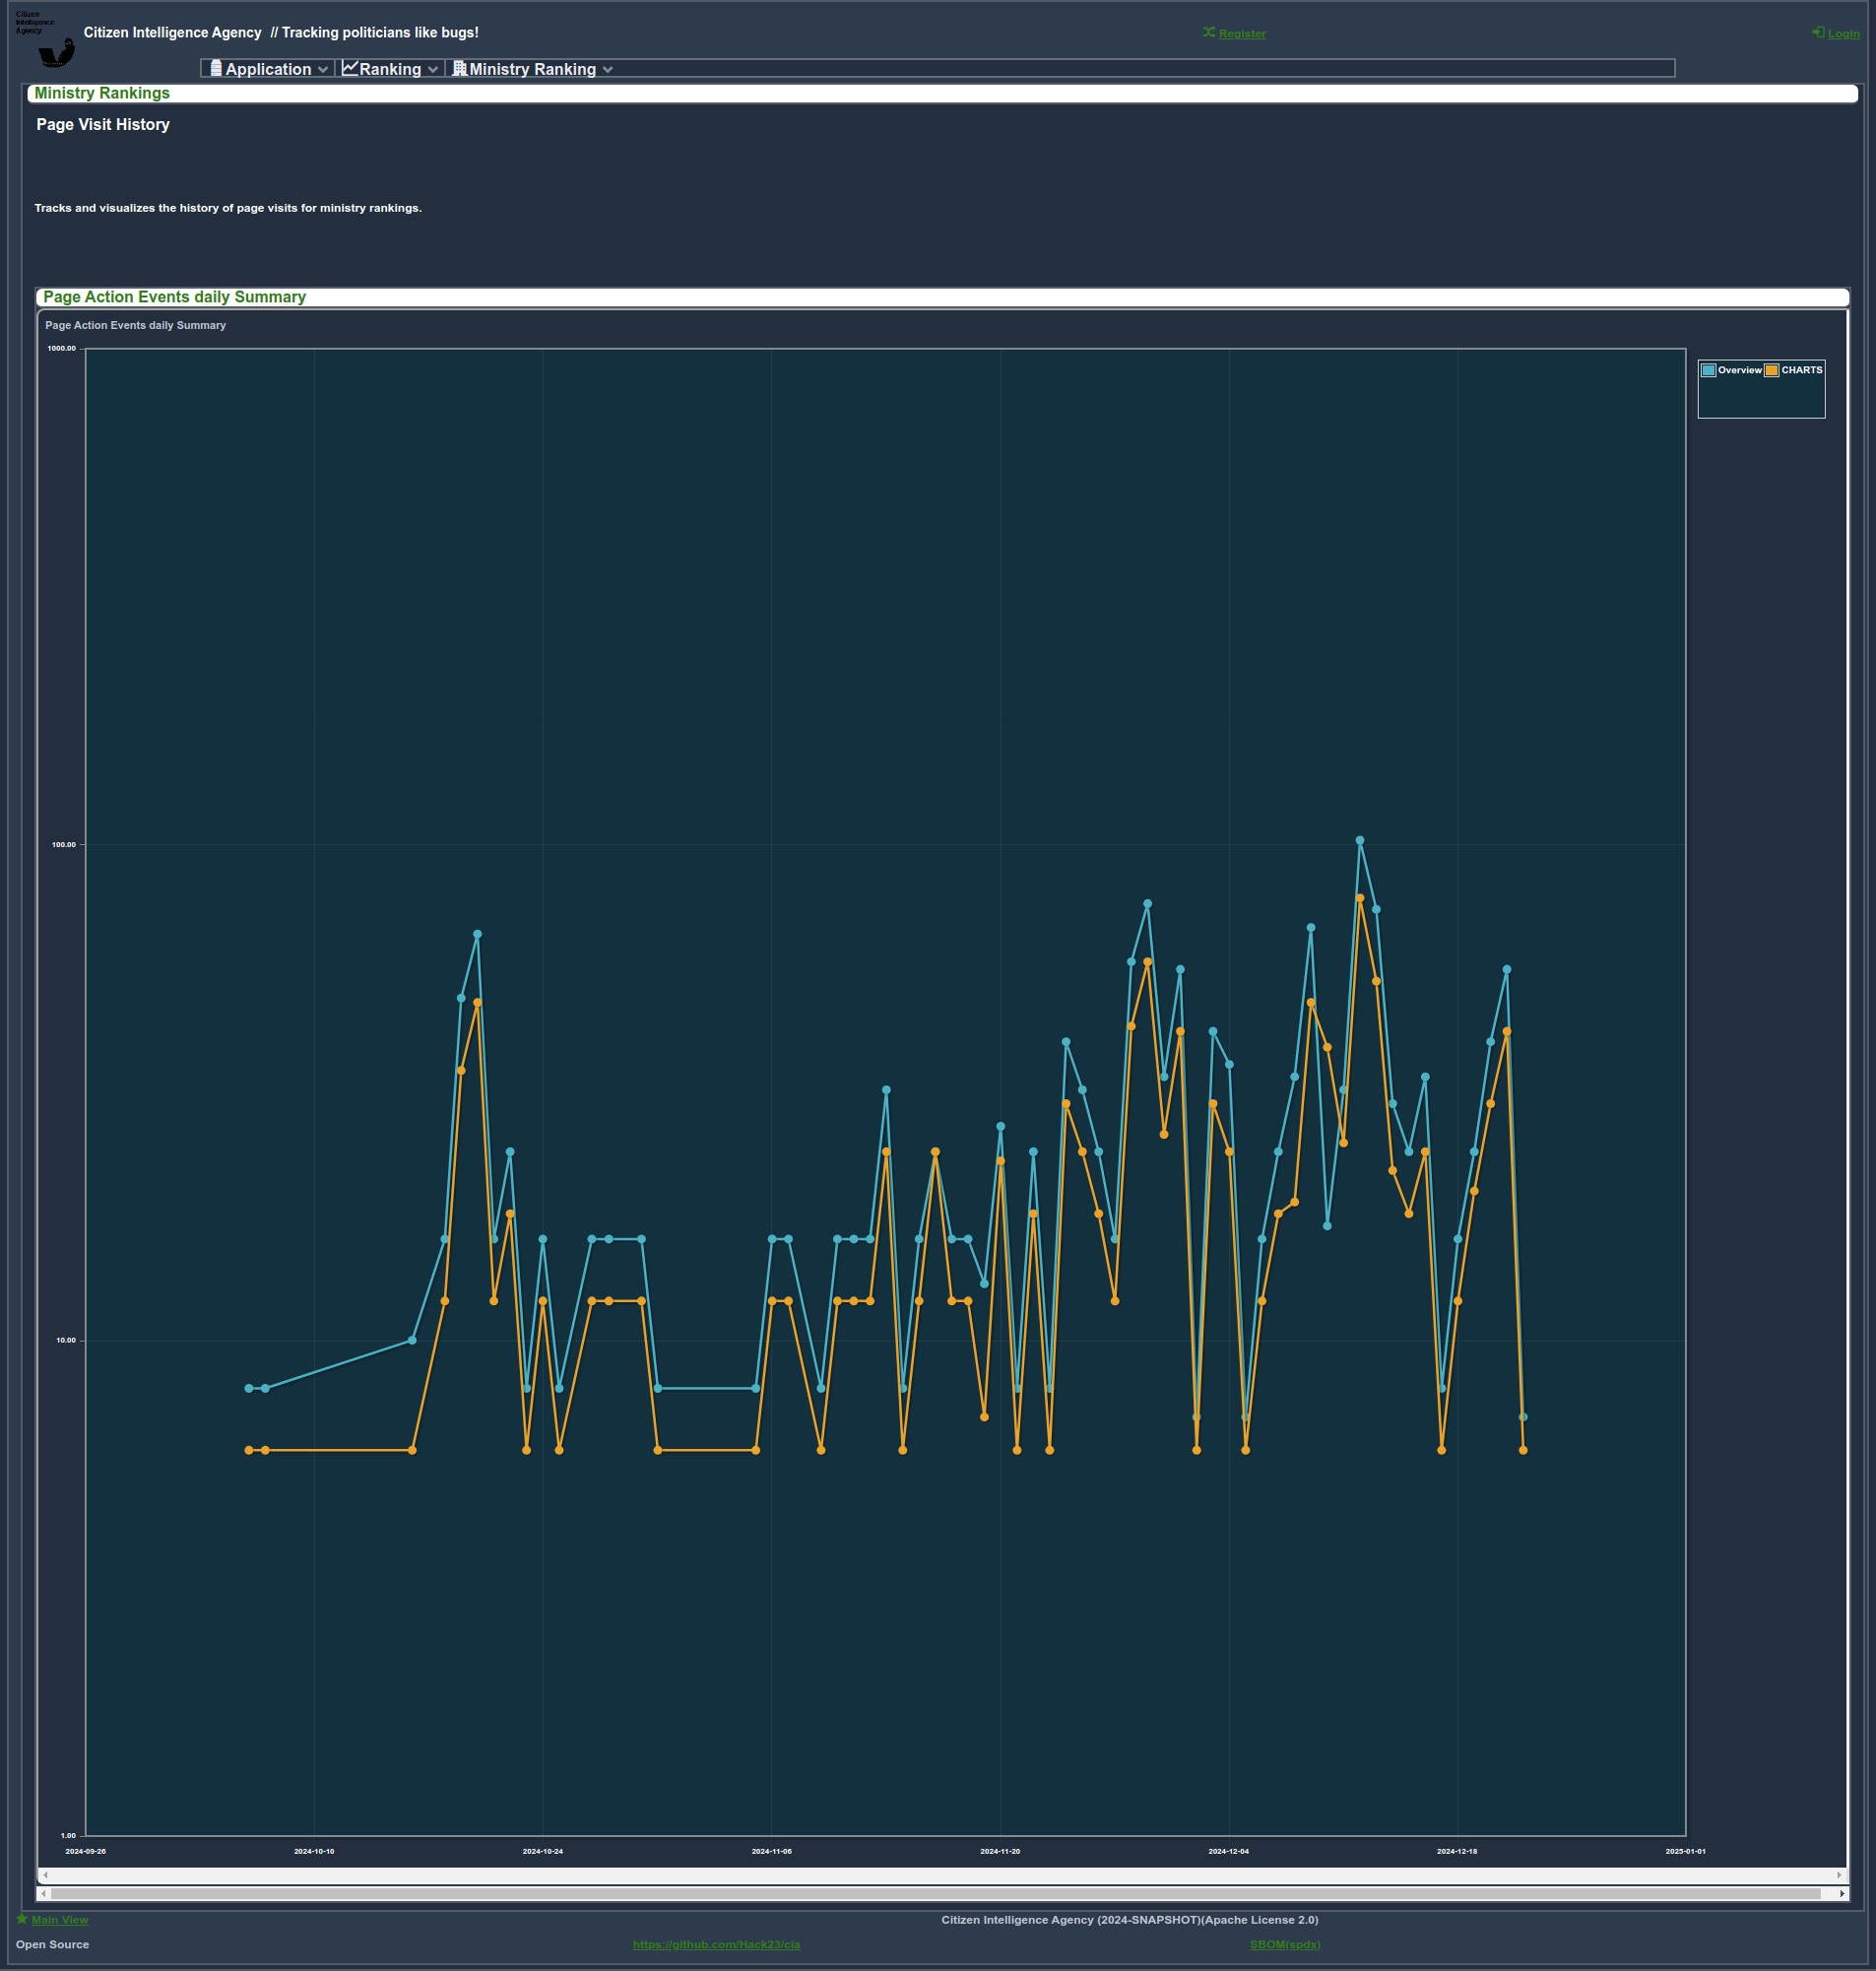 Citizen
Intelligence
Agency
Citizen Intelligence Agency // Tracking politicians like bugs!
Register
Login
Application
Ranking
Ministry Ranking
Ministry Rankings
Page Visit History
Tracks and visualizes the history of page visits for ministry rankings.
Page Action Events daily Summary
Page Action Events daily Summary
1000.00
Overview
CHARTS
100.00
10.00
1.00
2024-09-26
2024-10-10
2024-10-24
2024-11-06
2024-11-20
2024-12-04
2024-12-18
2025-01-01
Main View
Citizen Intelligence Agency (2024-SNAPSHOT)(Apache License 2.0)
Open Source
https://github.com/Hack23/cia
SBOM(spdx)